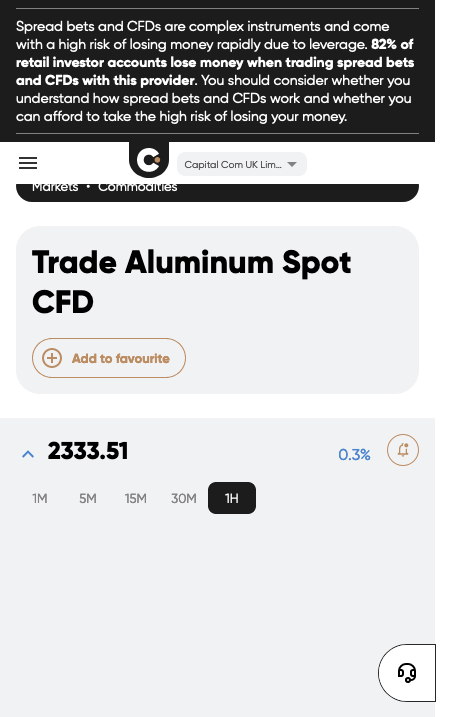 Spread bets and CFDs are complex instruments and come
with a high risk of losing money rapidly due to leverage. 82% of
retail investor accounts lose money when trading spread bets
and CFDs with this provider. You should consider whether you
understand how spread bets and CFDs work and whether you
can afford to take the high risk of losing your money.
Capital Com UK Lim...
Markets • Commodities
Trade Aluminum Spot
CFD
Add to favourite
2333.51
0.3%
1M 5M 15M 30M 1H